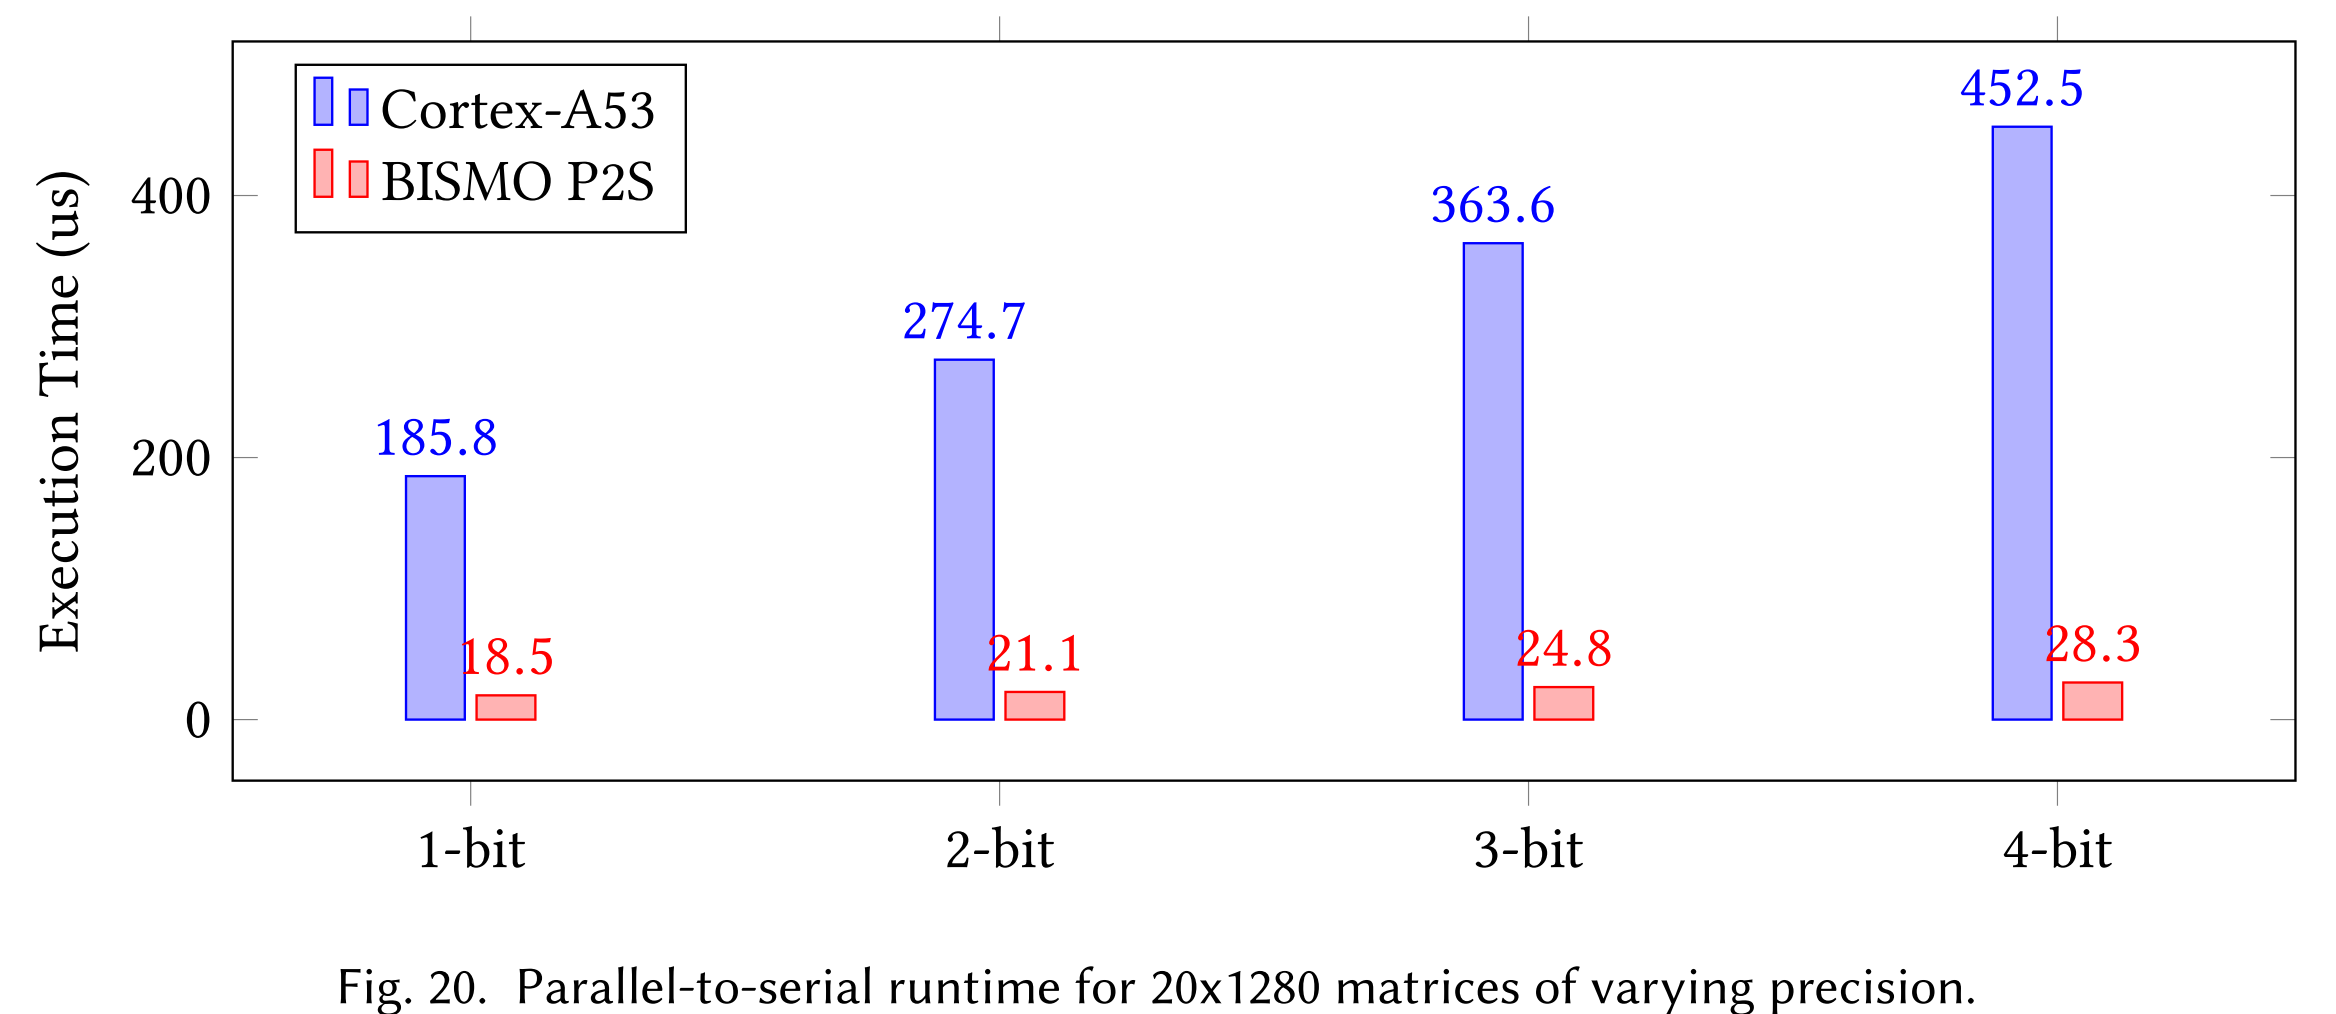 Cortex-A53
BISMO P2S
Execution Time (us)
400
200
0
185.8
18.5
274.7
21.1
363.6
24.8
452.5
28.3
1-bit
2-bit
3-bit
4-bit
Fig. 20. Parallel-to-serial runtime for 20x1280 matrices of varying precision.